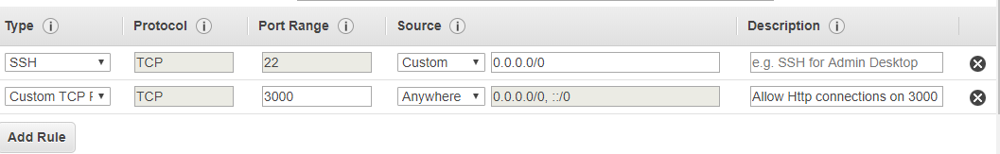 Type i Protocol i Port Range i Source i Description i
SSH TCP 22 Custom 0.0.0.0/0 e.g. SSH for Admin Desktop
Custom TCP F TCP 3000 Anywhere 0.0.0.0/0, ::/0 Allow Http connections on 3000
Add Rule